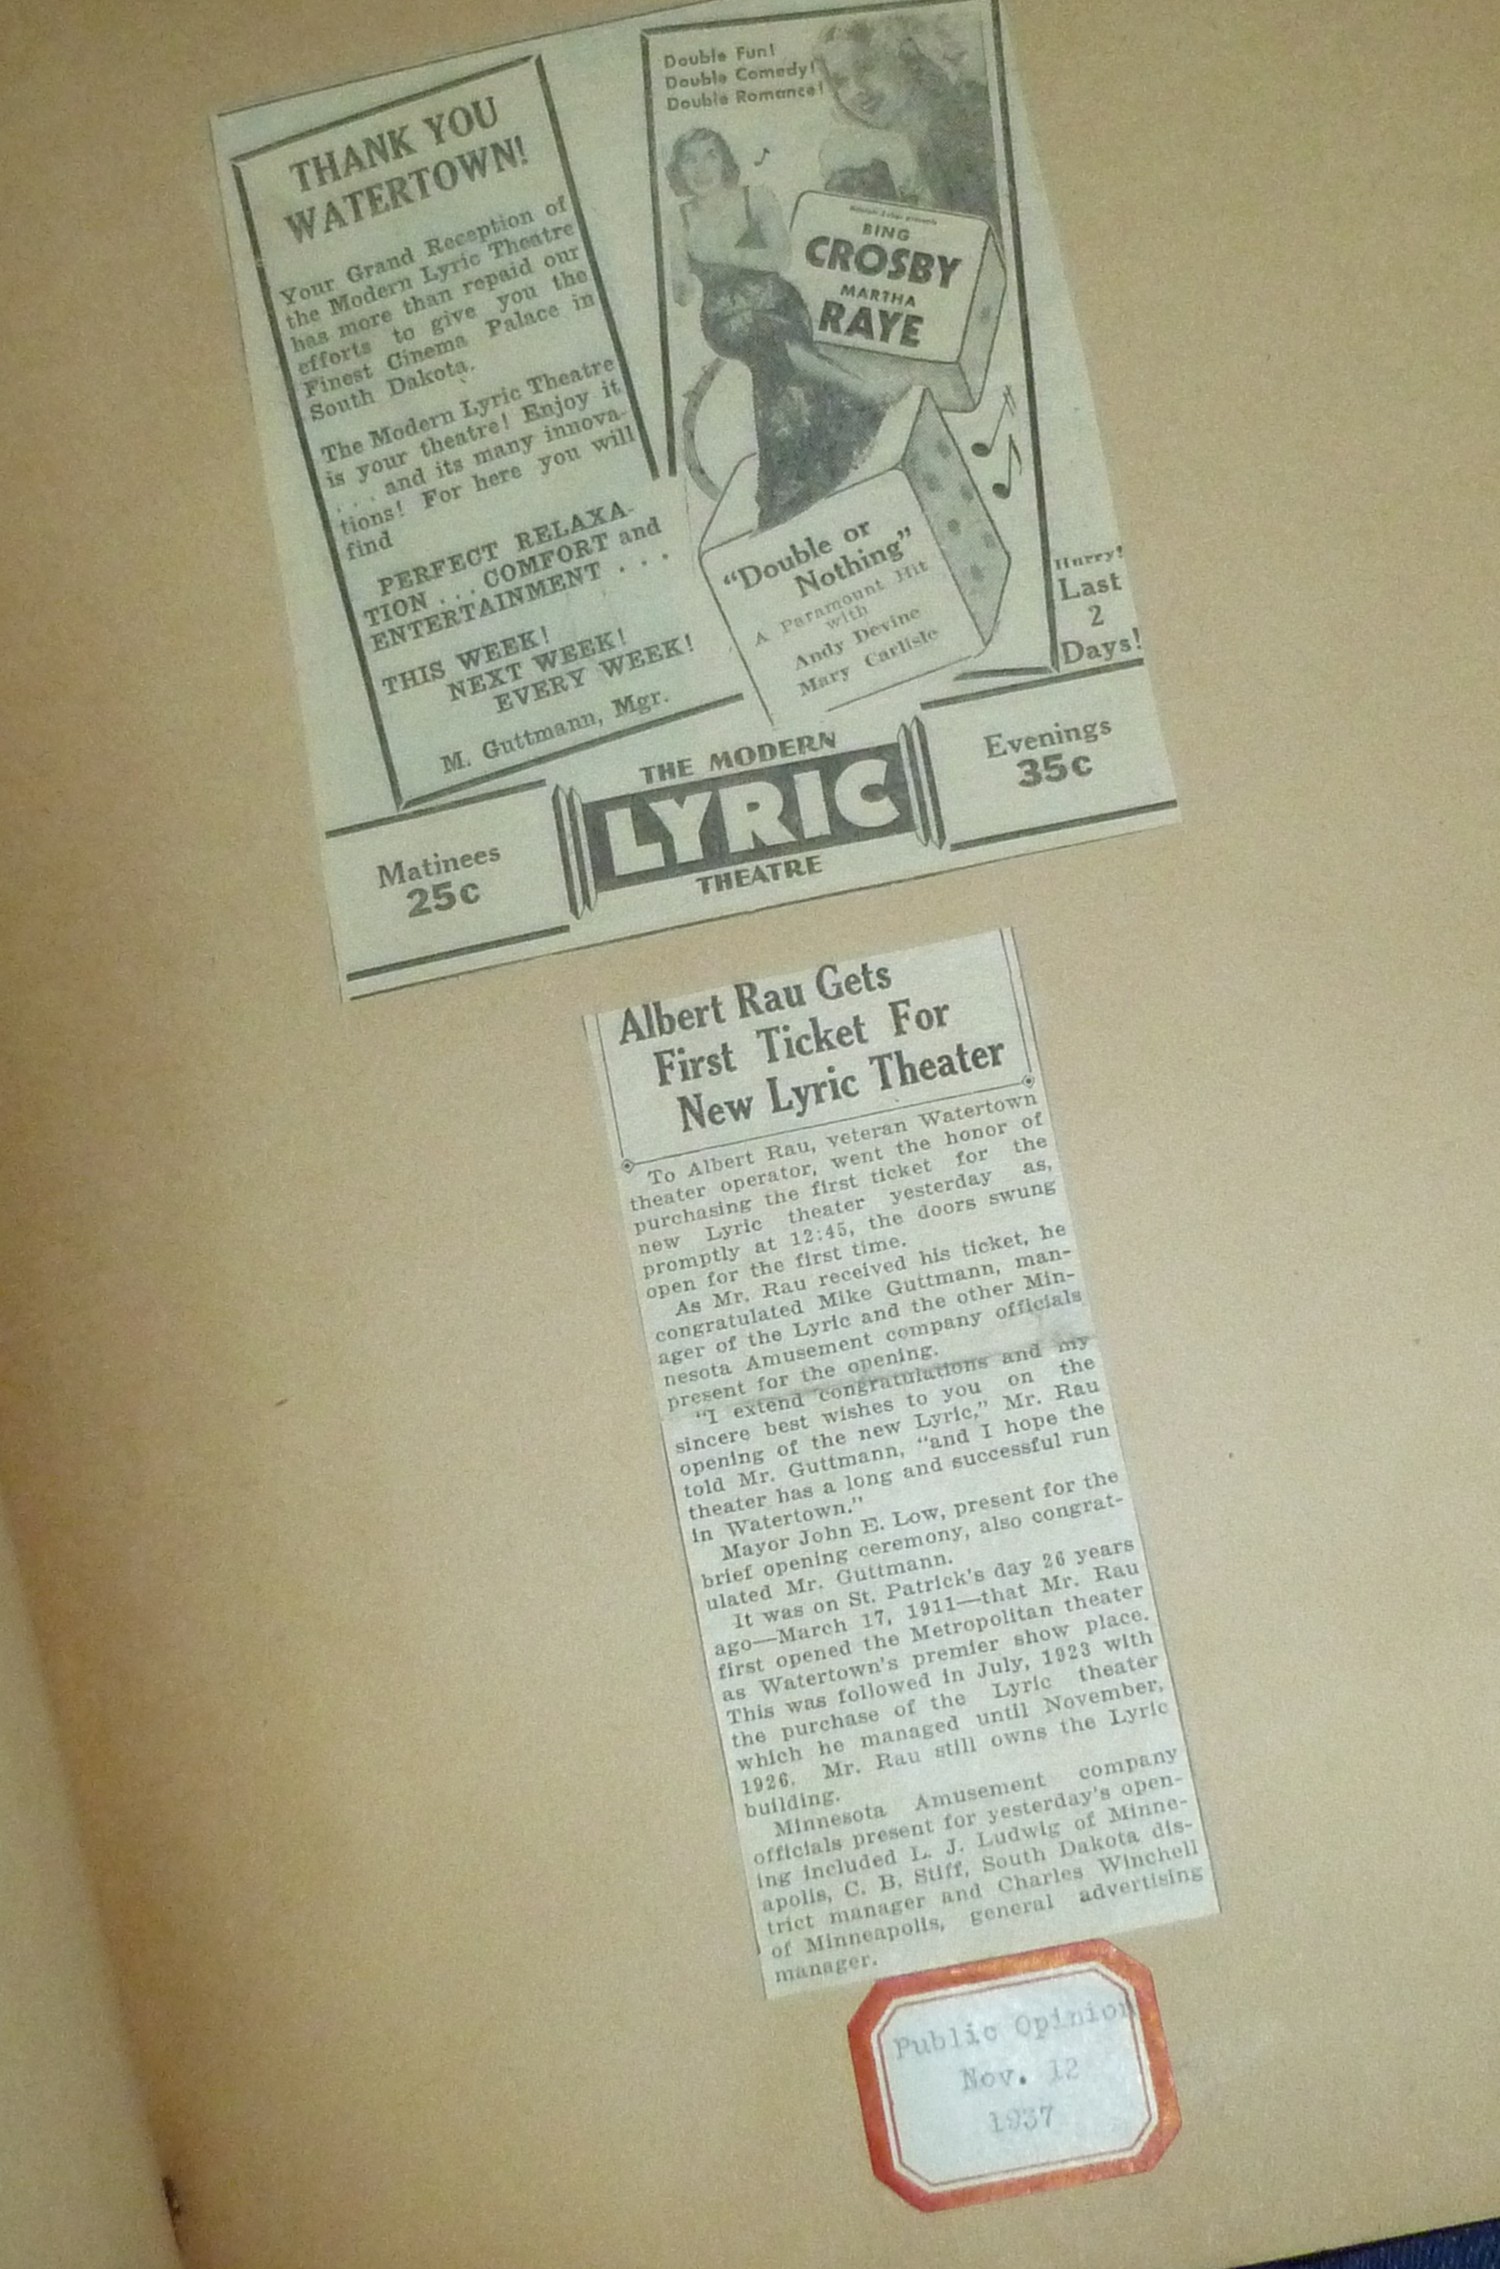 THANK YOU
WATERTOWN!
Your Grand Reception of
the Modern Lyric Theatre
has more than repaid our
efforts to give you the
Finest Cinema Palace in
South Dakota.
The Modern Lyric Theatre
is your theatre! Enjoy it
. . . and its many innova-
tions! For here you will
find
PERFECT RELAXA-
TION . . . COMFORT and
ENTERTAINMENT . . .
THIS WEEK!
NEXT WEEK!
EVERY WEEK!
M. Guttmann, Mgr.
Double Fun!
Double Comedy!
Double Romance!
BING
CROSBY
MARTHA
RAYE
"Double or
Nothing"
A Paramount Hit
with
Andy Devine
Mary Carlisle
Hurry!
Last
2
Days!
Matinees
25c
THE MODERN
LYRIC
THEATRE
Evenings
35c
Albert Rau Gets
First Ticket For
New Lyric Theater
To Albert Rau, veteran Watertown
theater operator, went the honor of
purchasing the first ticket for the
new Lyric theater yesterday as,
promptly at 12:45, the doors swung
open for the first time.
As Mr. Rau received his ticket, he
congratulated Mike Guttmann, man-
ager of the Lyric and the other Min-
nesota Amusement company officials
present for the opening.
"I extend congratulations and my
sincere best wishes to you on the
opening of the new Lyric," Mr. Rau
told Mr. Guttmann, "and I hope the
theater has a long and successful run
in Watertown."
Mayor John E. Low, present for the
brief opening ceremony, also congrat-
ulated Mr. Guttmann.
It was on St. Patrick's day 26 years
ago—March 17, 1911—that Mr. Rau
first opened the Metropolitan theater
as Watertown's premier show place.
This was followed in July, 1923 with
the purchase of the Lyric theater
which he managed until November,
1926. Mr. Rau still owns the Lyric
building.
Minnesota Amusement company
officials present for yesterday's open-
ing included L. J. Ludwig of Minne-
apolis, C. B. Stiff, South Dakota dis-
trict manager and Charles Winchell
of Minneapolis, general advertising
manager.
Public Opinion
Nov. 12
1937